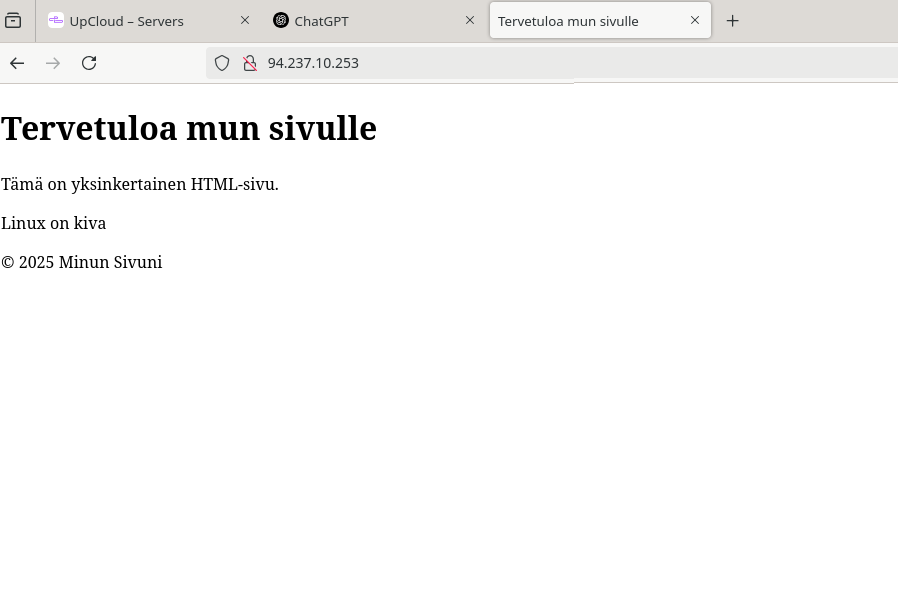 UpCloud – Servers
ChatGPT
Tervetuloa mun sivulle
94.237.10.253
Tervetuloa mun sivulle
Tämä on yksinkertainen HTML-sivu.
Linux on kiva
© 2025 Minun Sivuni